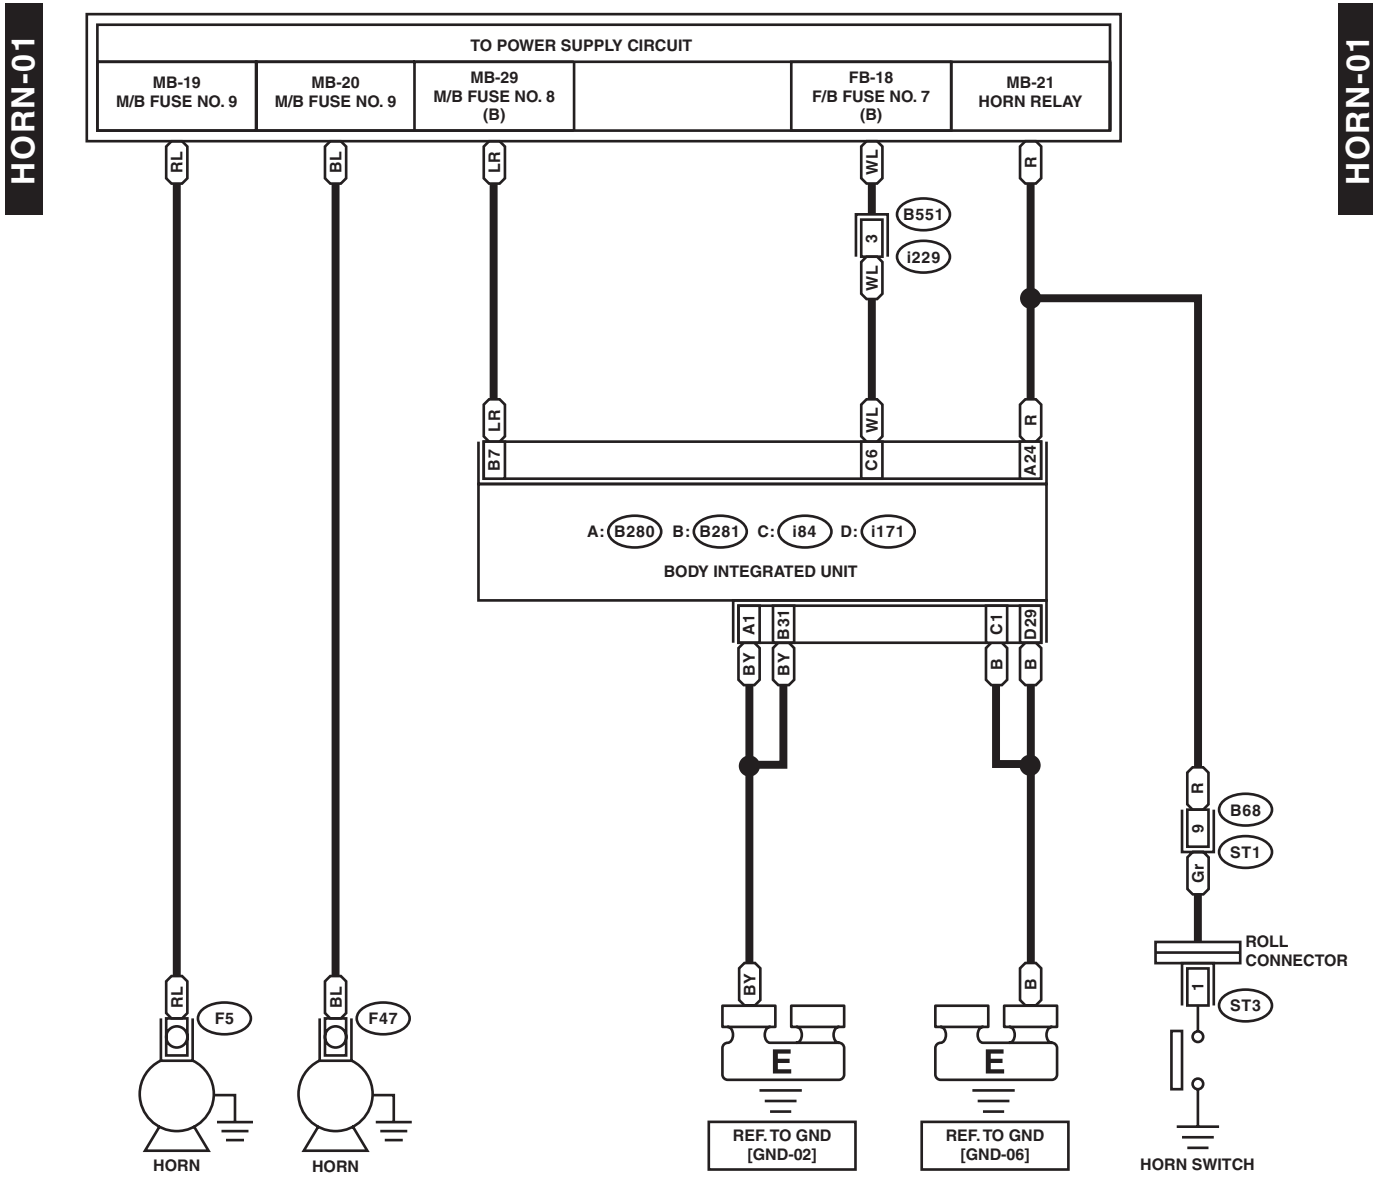 HORN-01
HORN-01
TO POWER SUPPLY CIRCUIT
MB-19
M/B FUSE NO. 9
MB-20
M/B FUSE NO. 9
MB-29
M/B FUSE NO. 8
(B)
FB-18
F/B FUSE NO. 7
(B)
MB-21
HORN RELAY
RL
BL
LR
WL
R
B551
3
i229
WL
LR
WL
R
B7
C6
A24
A: B280 B: B281 C: i84 D: i171
BODY INTEGRATED UNIT
A1
B31
C1
D29
BY
BY
B
B
R
B68
9
ST1
Gr
ROLL
CONNECTOR
1
ST3
RL
BL
BY
B
F5
F47
E
E
REF. TO GND
[GND-02]
REF. TO GND
[GND-06]
HORN
HORN
HORN SWITCH